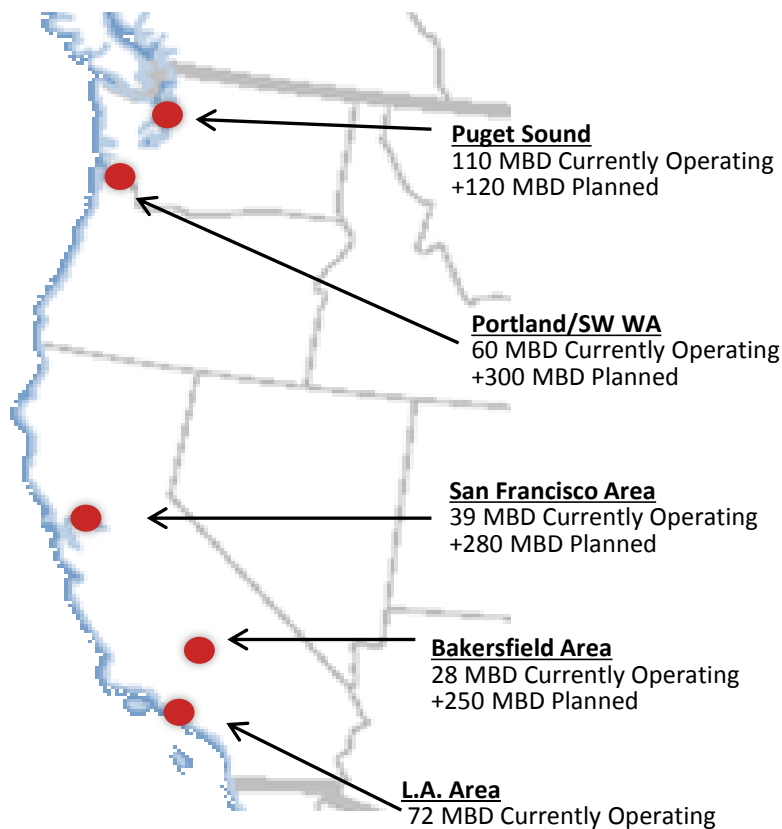 Puget Sound
110 MBD Currently Operating
+120 MBD Planned
Portland/SW WA
60 MBD Currently Operating
+300 MBD Planned
San Francisco Area
39 MBD Currently Operating
+280 MBD Planned
Bakersfield Area
28 MBD Currently Operating
+250 MBD Planned
L.A. Area
72 MBD Currently Operating